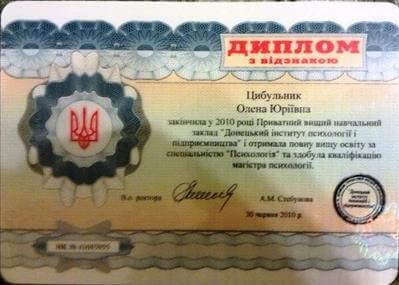 ДИПЛОМ
з відзнакою
Цибульник
Олена Юріївна
закінчила у 2010 році Приватний вищий навчальний
заклад "Донецький інститут психології і
підприємництва" і отримала повну вищу освіту за
спеціальністю "Психологія" та здобула кваліфікацію
магістра психології.
В.о. ректора
30 червня 2010 р.